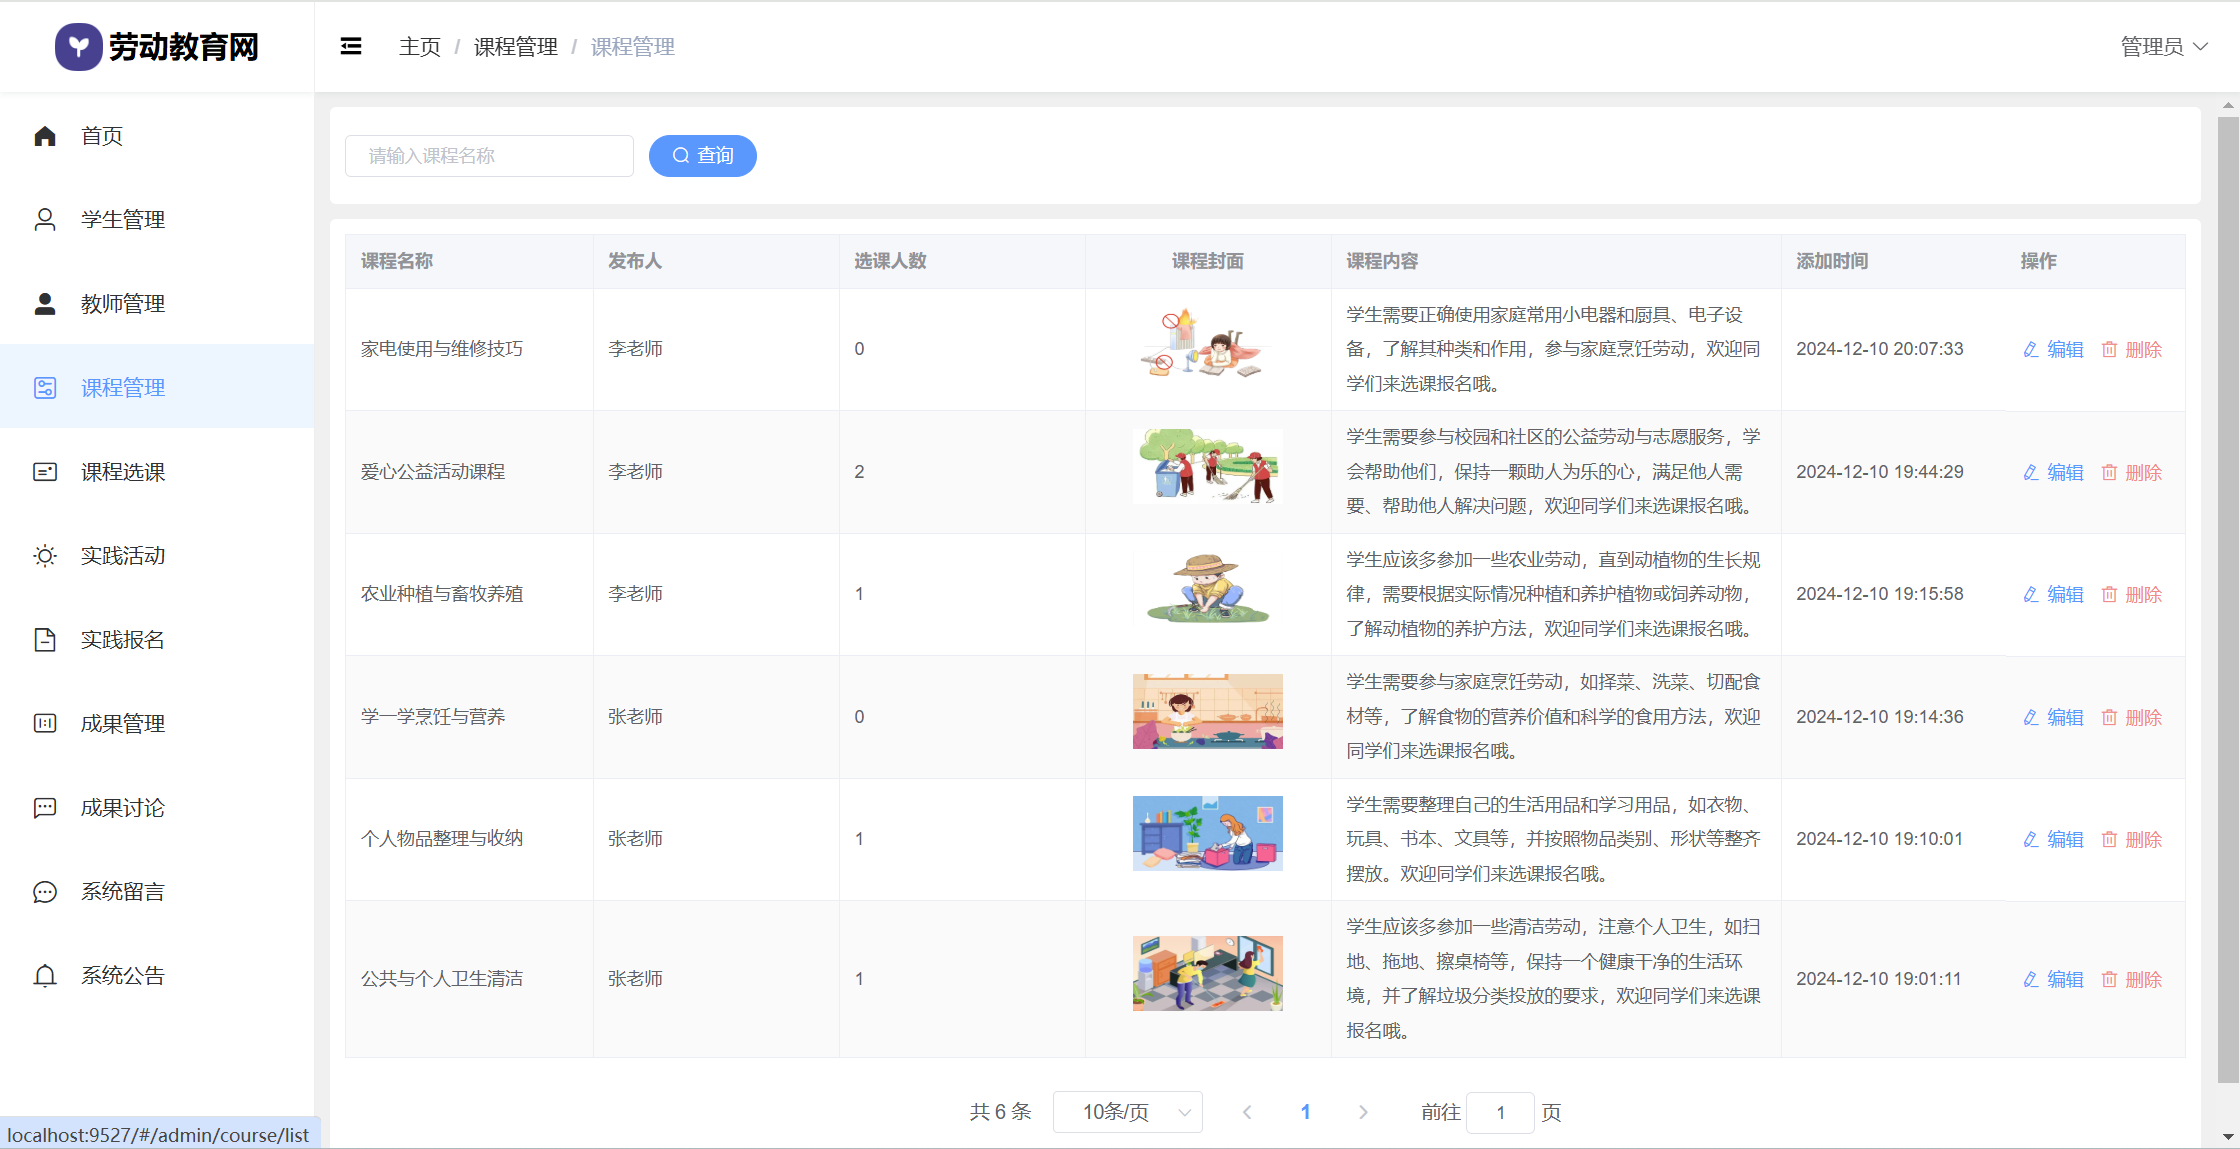 劳动教育网
主页 / 课程管理 / 课程管理
管理员
首页
学生管理
教师管理
课程管理
课程选课
实践活动
实践报名
成果管理
成果讨论
系统留言
系统公告
请输入课程名称
查询
课程名称 发布人 选课人数 课程封面 课程内容 添加时间 操作
家电使用与维修技巧 李老师 0
学生需要正确使用家庭常用小电器和厨具、电子设
备，了解其种类和作用，参与家庭烹饪劳动，欢迎同
学们来选课报名哦。
2024-12-10 20:07:33 编辑 删除
爱心公益活动课程 李老师 2
学生需要参与校园和社区的公益劳动与志愿服务，学
会帮助他们，保持一颗助人为乐的心，满足他人需
要、帮助他人解决问题，欢迎同学们来选课报名哦。
2024-12-10 19:44:29 编辑 删除
农业种植与畜牧养殖 李老师 1
学生应该多参加一些农业劳动，直到动植物的生长规
律，需要根据实际情况种植和养护植物或饲养动物，
了解动植物的养护方法，欢迎同学们来选课报名哦。
2024-12-10 19:15:58 编辑 删除
学一学烹饪与营养 张老师 0
学生需要参与家庭烹饪劳动，如择菜、洗菜、切配食
材等，了解食物的营养价值和科学的食用方法，欢迎
同学们来选课报名哦。
2024-12-10 19:14:36 编辑 删除
个人物品整理与收纳 张老师 1
学生需要整理自己的生活用品和学习用品，如衣物、
玩具、书本、文具等，并按照物品类别、形状等整齐
摆放。欢迎同学们来选课报名哦。
2024-12-10 19:10:01 编辑 删除
公共与个人卫生清洁 张老师 1
学生应该多参加一些清洁劳动，注意个人卫生，如扫
地、拖地、擦桌椅等，保持一个健康干净的生活环
境，并了解垃圾分类投放的要求，欢迎同学们来选课
报名哦。
2024-12-10 19:01:11 编辑 删除
共 6 条 10条/页 1 前往 1 页
localhost:9527/#/admin/course/list